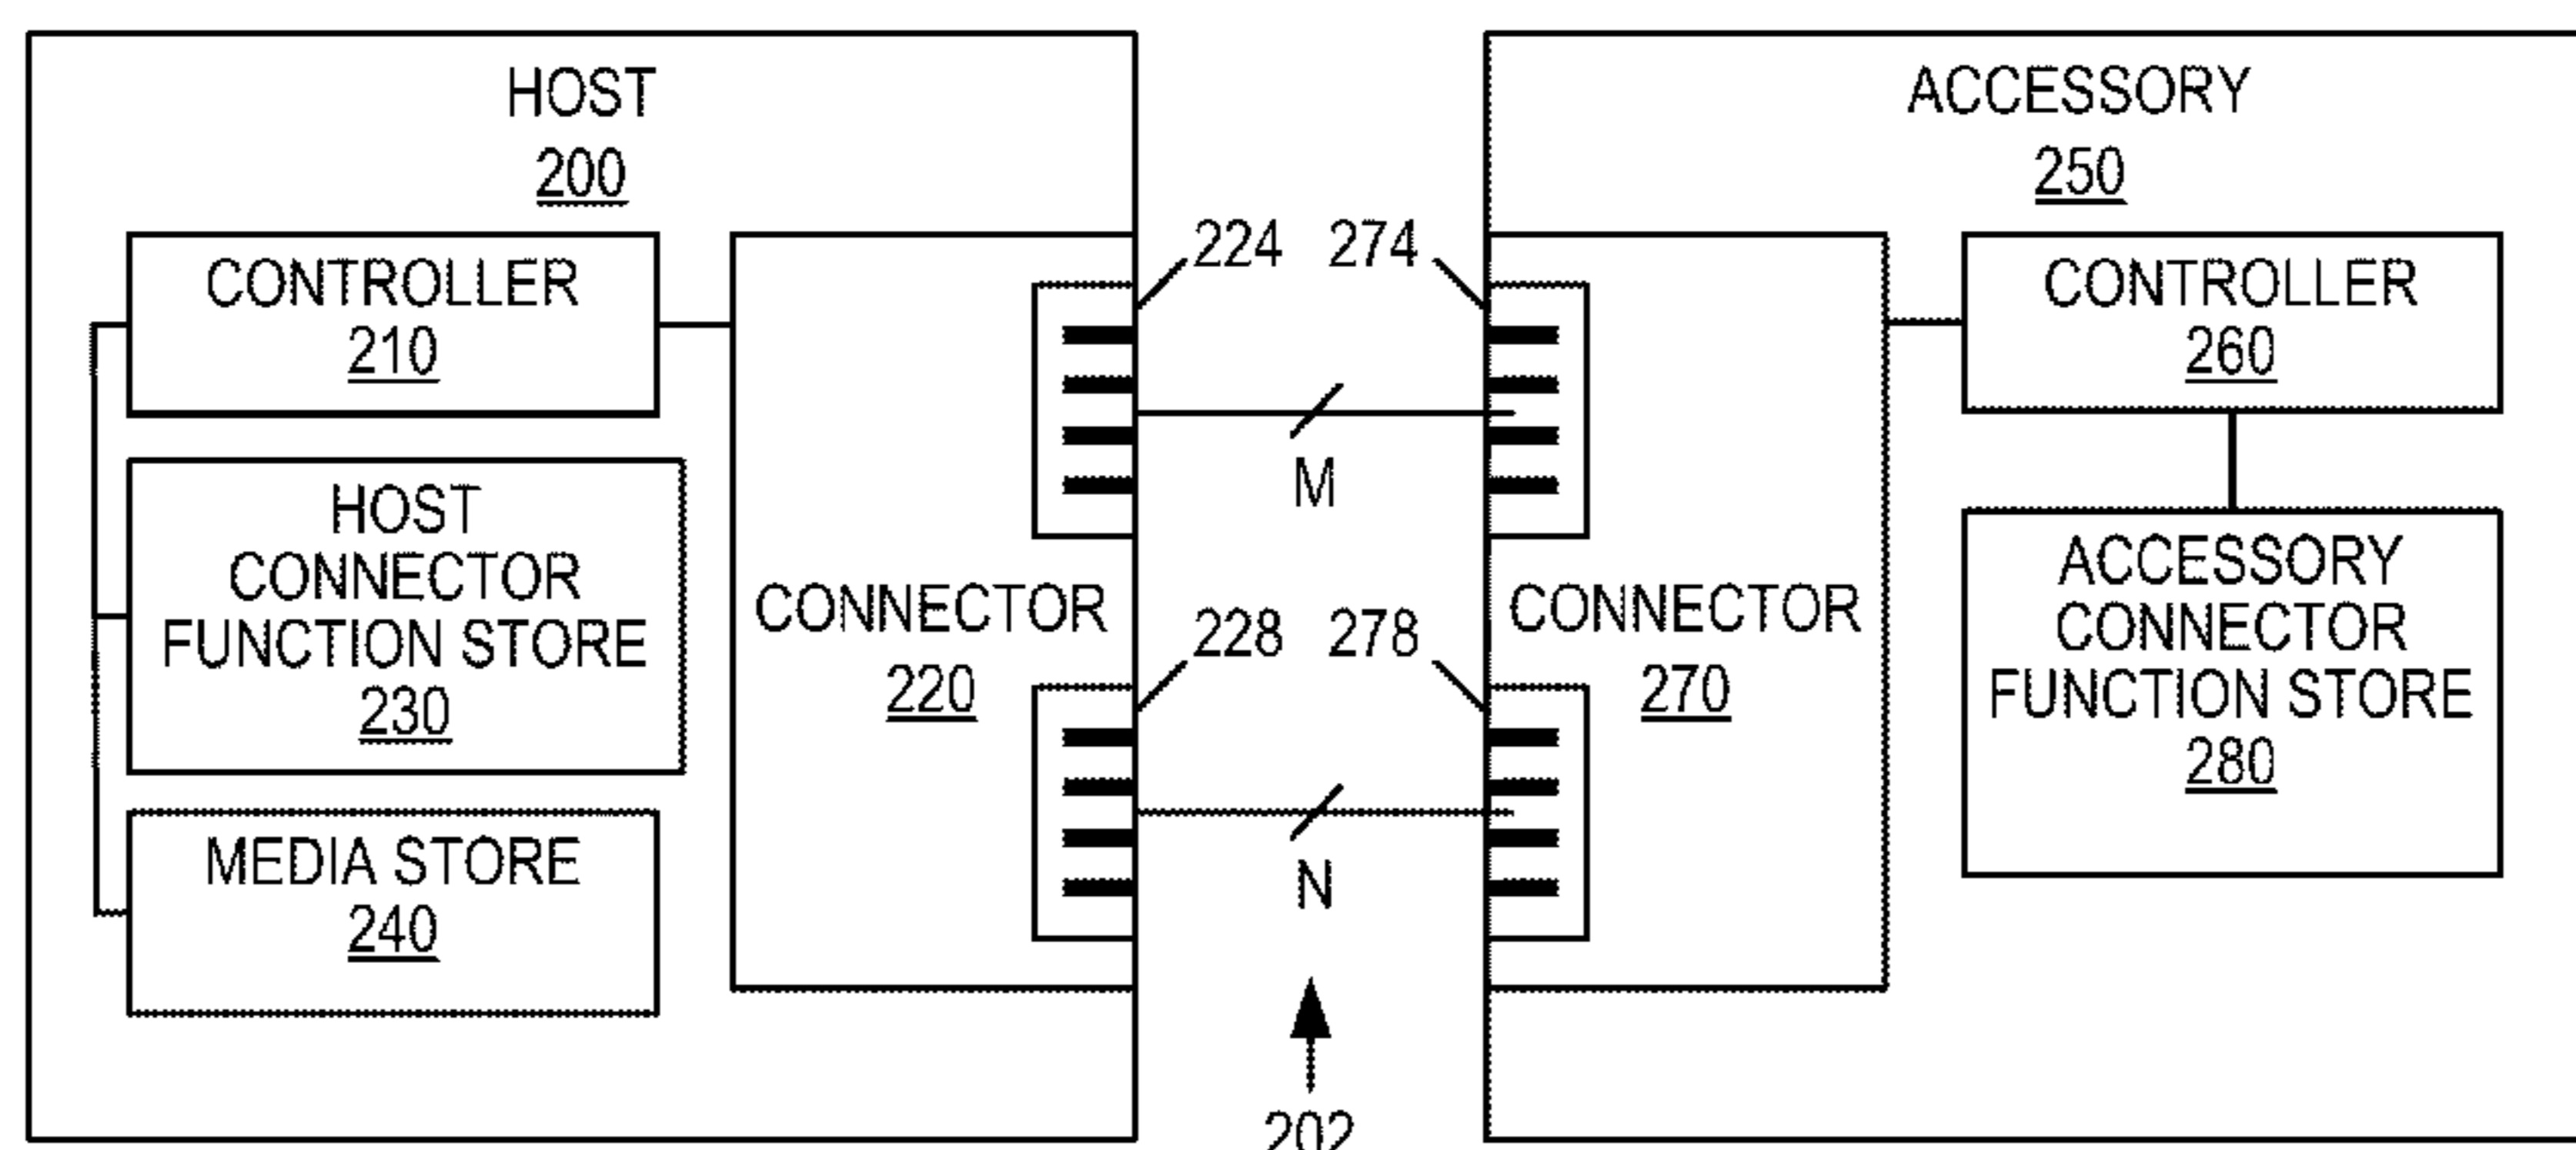 HOST
200
ACCESSORY
250
CONTROLLER
210
224
274
CONTROLLER
260
HOST
CONNECTOR
FUNCTION STORE
230
M
CONNECTOR
220
228
278
CONNECTOR
270
ACCESSORY
CONNECTOR
FUNCTION STORE
280
MEDIA STORE
240
N
202